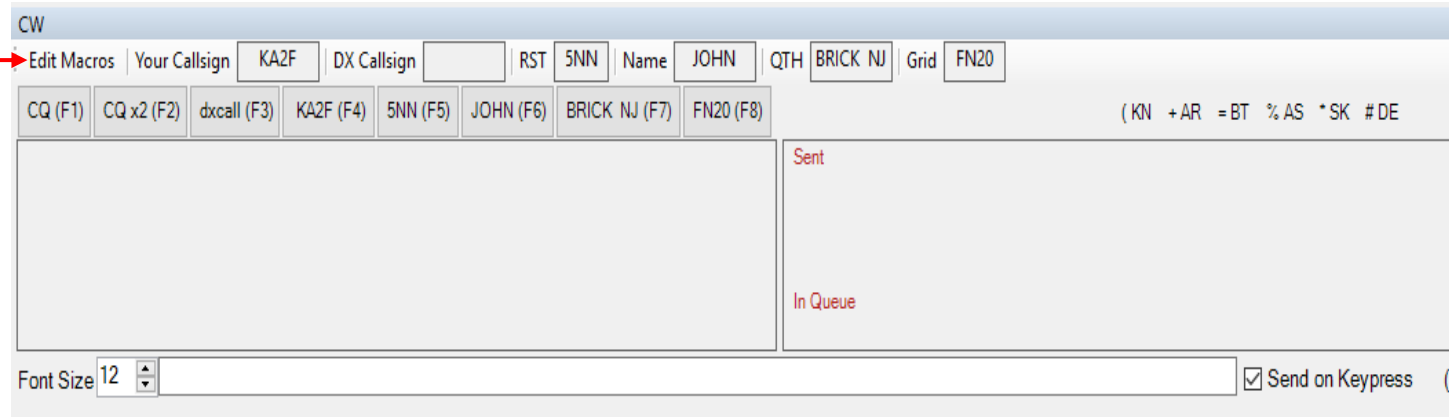 CW
Edit Macros Your Callsign KA2F DX Callsign RST 5NN Name JOHN QTH BRICK NJ Grid FN20
CQ (F1) CQ x2 (F2) dxcall (F3) KA2F (F4) 5NN (F5) JOHN (F6) BRICK NJ (F7) FN20 (F8) ( KN + AR = BT % AS * SK # DE
Sent
In Queue
Font Size 12 Send on Keypress (